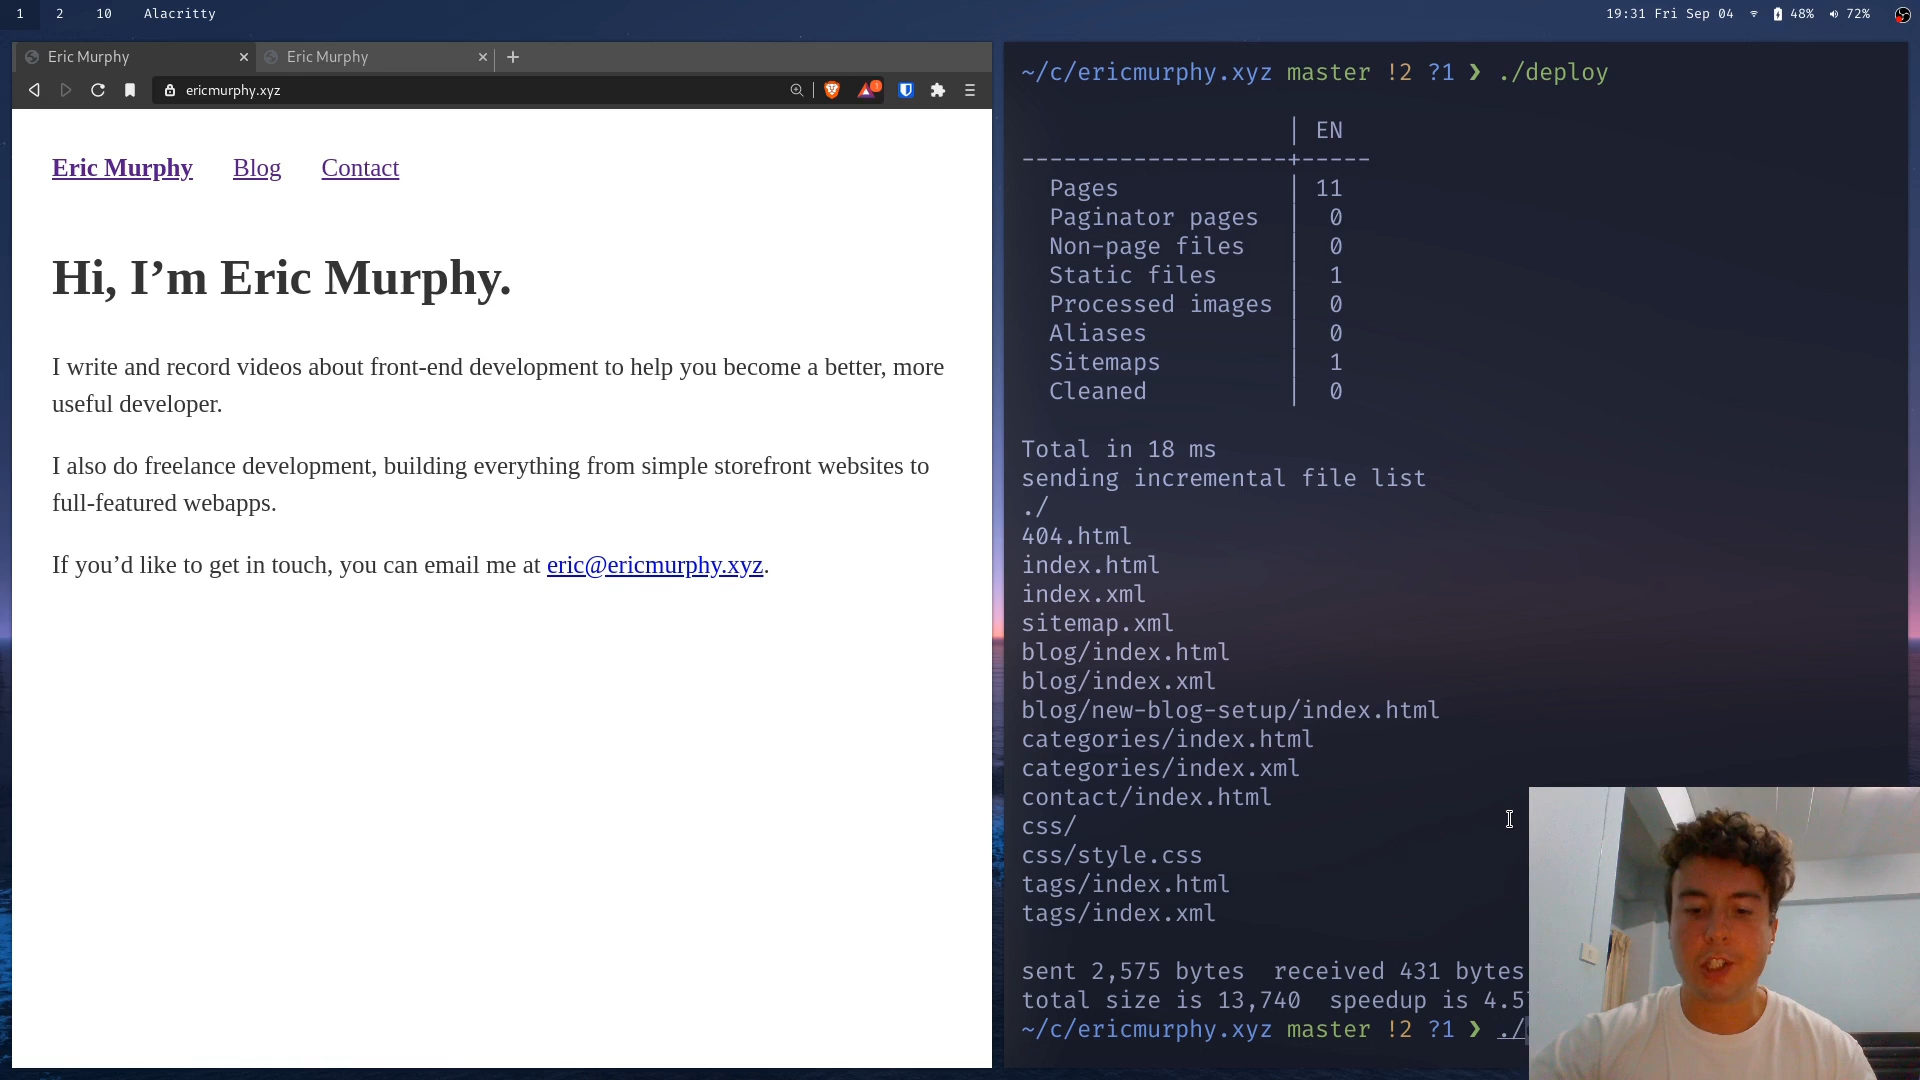 1 2 10 Alacritty
19:31 Fri Sep 04 48% 72%
Eric Murphy
Eric Murphy
ericmurphy.xyz
1
Eric Murphy Blog Contact
Hi, I’m Eric Murphy.
I write and record videos about front-end development to help you become a better, more
useful developer.
I also do freelance development, building everything from simple storefront websites to
full-featured webapps.
If you’d like to get in touch, you can email me at eric@ericmurphy.xyz.
~/c/ericmurphy.xyz master !2 ?1 ❯ ./deploy
| EN
-------------------+-----
Pages | 11
Paginator pages | 0
Non-page files | 0
Static files | 1
Processed images | 0
Aliases | 0
Sitemaps | 1
Cleaned | 0
Total in 18 ms
sending incremental file list
./
404.html
index.html
index.xml
sitemap.xml
blog/index.html
blog/index.xml
blog/new-blog-setup/index.html
categories/index.html
categories/index.xml
contact/index.html
css/
css/style.css
tags/index.html
tags/index.xml
sent 2,575 bytes received 431 bytes
total size is 13,740 speedup is 4.5
~/c/ericmurphy.xyz master !2 ?1 ❯ ./